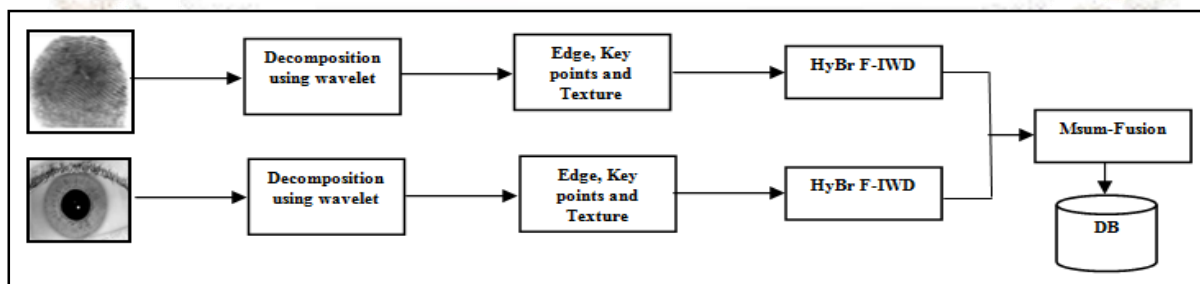 Decomposition
using wavelet
Edge, Key
points and
Texture
HyBr F-IWD
Decomposition
using wavelet
Edge, Key
points and
Texture
HyBr F-IWD
Msum-Fusion
DB